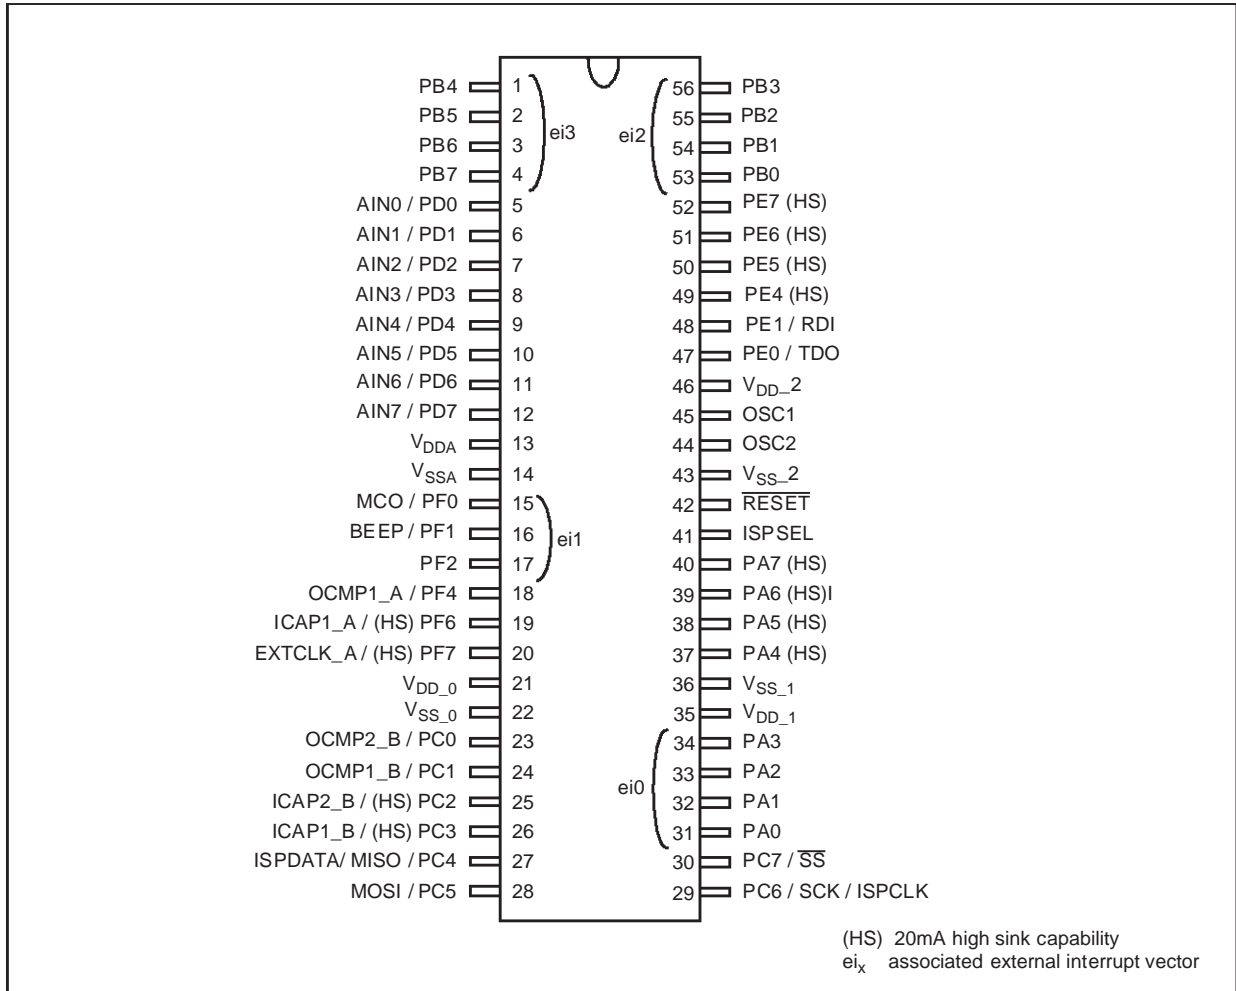 PB4 1 56 PB3
PB5 2 55 PB2
ei3 ei2
PB6 3 54 PB1
PB7 4 53 PB0
AIN0 / PD0 5 52 PE7 (HS)
AIN1 / PD1 6 51 PE6 (HS)
AIN2 / PD2 7 50 PE5 (HS)
AIN3 / PD3 8 49 PE4 (HS)
AIN4 / PD4 9 48 PE1 / RDI
AIN5 / PD5 10 47 PE0 / TDO
AIN6 / PD6 11 46 VDD_2
AIN7 / PD7 12 45 OSC1
VDDA 13 44 OSC2
VSSA 14 43 VSS_2
MCO / PF0 15 42 RESET
BEEP / PF1 16 ei1 41 ISPSEL
PF2 17 40 PA7 (HS)
OCMP1_A / PF4 18 39 PA6 (HS)I
ICAP1_A / (HS) PF6 19 38 PA5 (HS)
EXTCLK_A / (HS) PF7 20 37 PA4 (HS)
VDD_0 21 36 VSS_1
VSS_0 22 35 VDD_1
OCMP2_B / PC0 23 34 PA3
OCMP1_B / PC1 24 33 PA2
ei0
ICAP2_B / (HS) PC2 25 32 PA1
ICAP1_B / (HS) PC3 26 31 PA0
ISPDATA/ MISO / PC4 27 30 PC7 / SS
MOSI / PC5 28 29 PC6 / SCK / ISPCLK
(HS) 20mA high sink capability
eix associated external interrupt vector